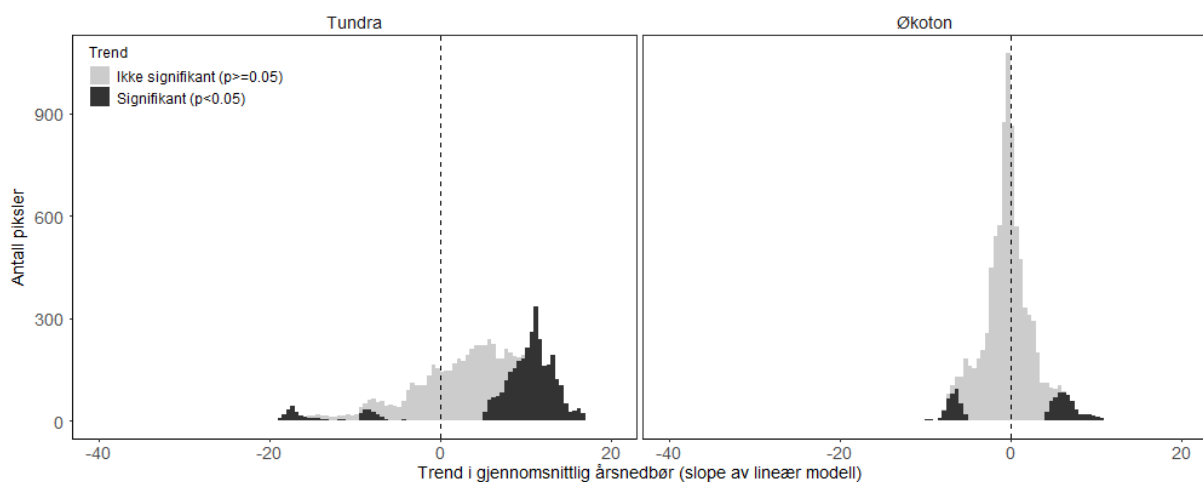 Tundra
Økoton
Trend
Ikke signifikant (p>=0.05)
Signifikant (p<0.05)
Antall piksler
900
600
300
0
-40
-20
0
20
-40
-20
0
20
Trend i gjennomsnittlig årsnedbør (slope av lineær modell)